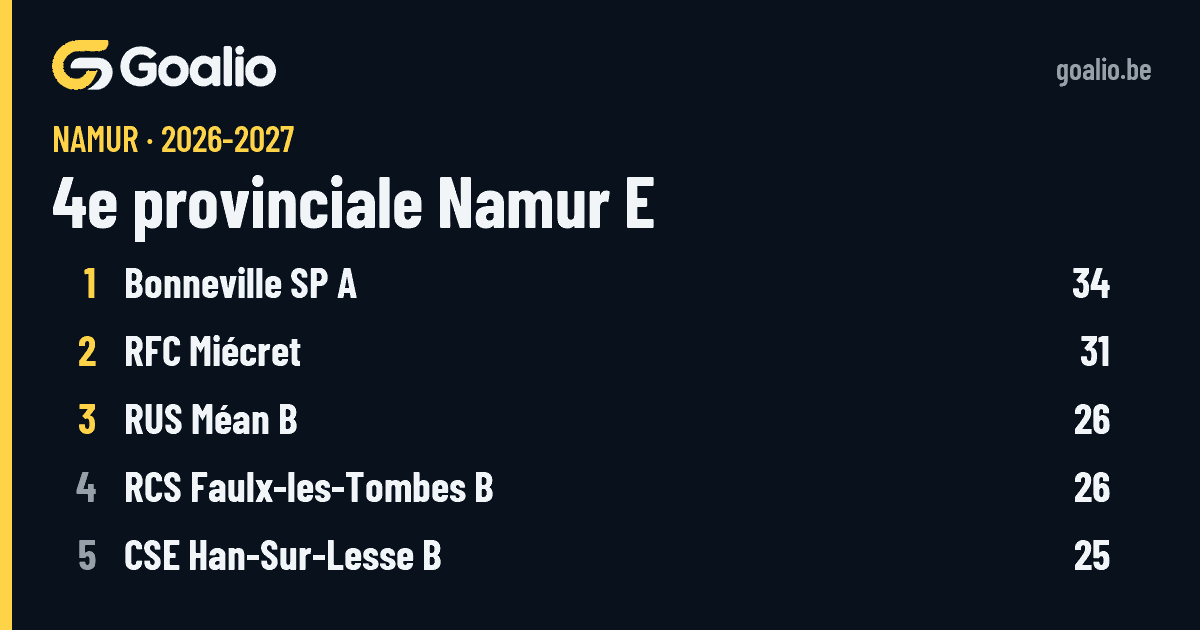 Goalio
goalio.be
NAMUR · 2026-2027
4e provinciale Namur E
1 Bonneville SP A 34
2 RFC Miécret 31
3 RUS Méan B 26
4 RCS Faulx-les-Tombes B 26
5 CSE Han-Sur-Lesse B 25